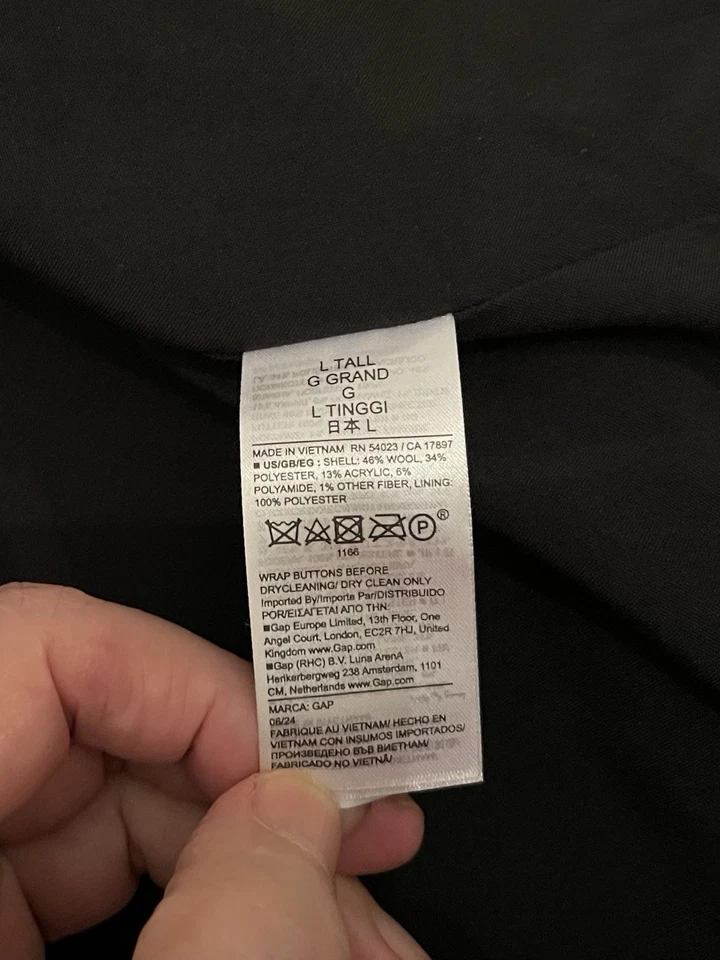 L TALL
G GRAND
G
L TINGGI
日本 L
MADE IN VIETNAM RN 54023 / CA 17897
■ US/GB/EG : SHELL: 46% WOOL, 34%
POLYESTER, 13% ACRYLIC, 6%
POLYAMIDE, 1% OTHER FIBER, LINING:
100% POLYESTER
P ®
1166
WRAP BUTTONS BEFORE
DRYCLEANING/ DRY CLEAN ONLY
Imported By/Importe Par/DISTRIBUIDO
POR/ΕΙΣΑΓΕΤΑΙ ΑΠΟ ΤΗΝ:
■Gap Europe Limited, 13th Floor, One
Angel Court, London, EC2R 7HJ, United
Kingdom www.Gap.com
■Gap (RHC) B.V. Luna ArenA
Herikerbergweg 238 Amsterdam, 1101
CM, Netherlands www.Gap.com
MARCA: GAP
08/24
FABRIQUE AU VIETNAM/ HECHO EN
VIETNAM CON INSUMOS IMPORTADOS/
ПРОИЗВЕДЕНО ВЪВ ВИЕТНАМ/
FABRICADO NO VIETNÃ/